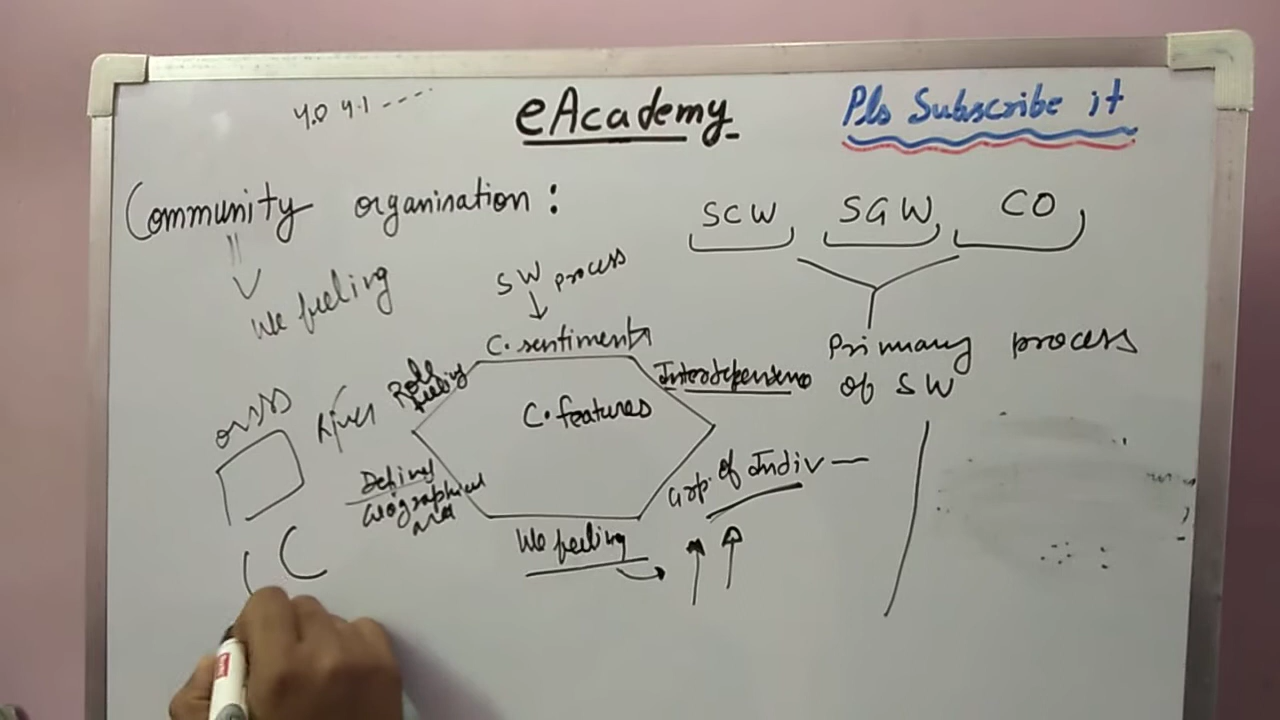 4.0 4.1 ----
eAcademy
Pls Subscribe it
Community organisation :
SCW SGW CO
We feeling
SW process
C. sentiments
Interdependence
Primary process
of SW
Role
feeling
C. features
River
Defined
Geographical
area
Grp. of Indiv —
We feeling